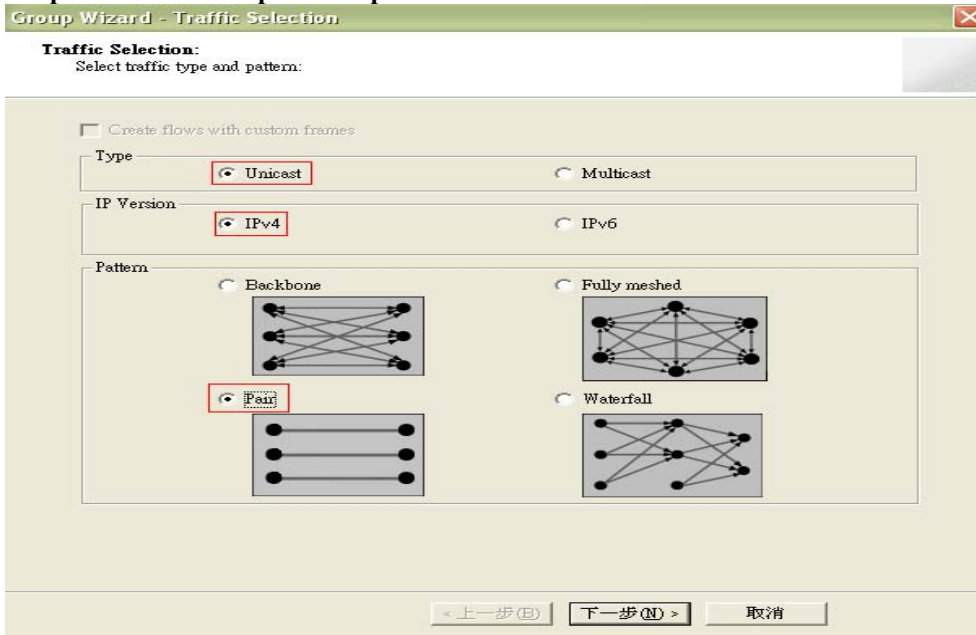 Group Wizard - Traffic Selection
Traffic Selection:
Select traffic type and pattern:
Create flows with custom frames
Type
Unicast
Multicast
IP Version
IPv4
IPv6
Pattern
Backbone
Fully meshed
Pair
Waterfall
<上一步(B)
下一步(N) >
取消